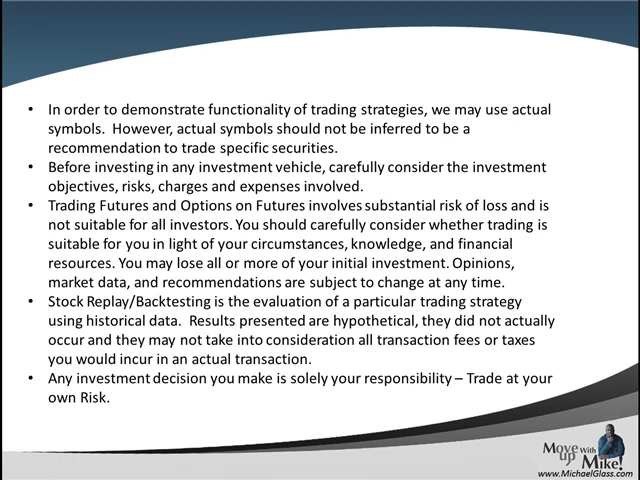 • In order to demonstrate functionality of trading strategies, we may use actual
symbols.  However, actual symbols should not be inferred to be a
recommendation to trade specific securities.
• Before investing in any investment vehicle, carefully consider the investment
objectives, risks, charges and expenses involved.
• Trading Futures and Options on Futures involves substantial risk of loss and is
not suitable for all investors. You should carefully consider whether trading is
suitable for you in light of your circumstances, knowledge, and financial
resources. You may lose all or more of your initial investment. Opinions,
market data, and recommendations are subject to change at any time.
• Stock Replay/Backtesting is the evaluation of a particular trading strategy
using historical data.  Results presented are hypothetical, they did not actually
occur and they may not take into consideration all transaction fees or taxes
you would incur in an actual transaction.
• Any investment decision you make is solely your responsibility – Trade at your
own Risk.
Move
up With
Mike!
www.MichaelGlass.com